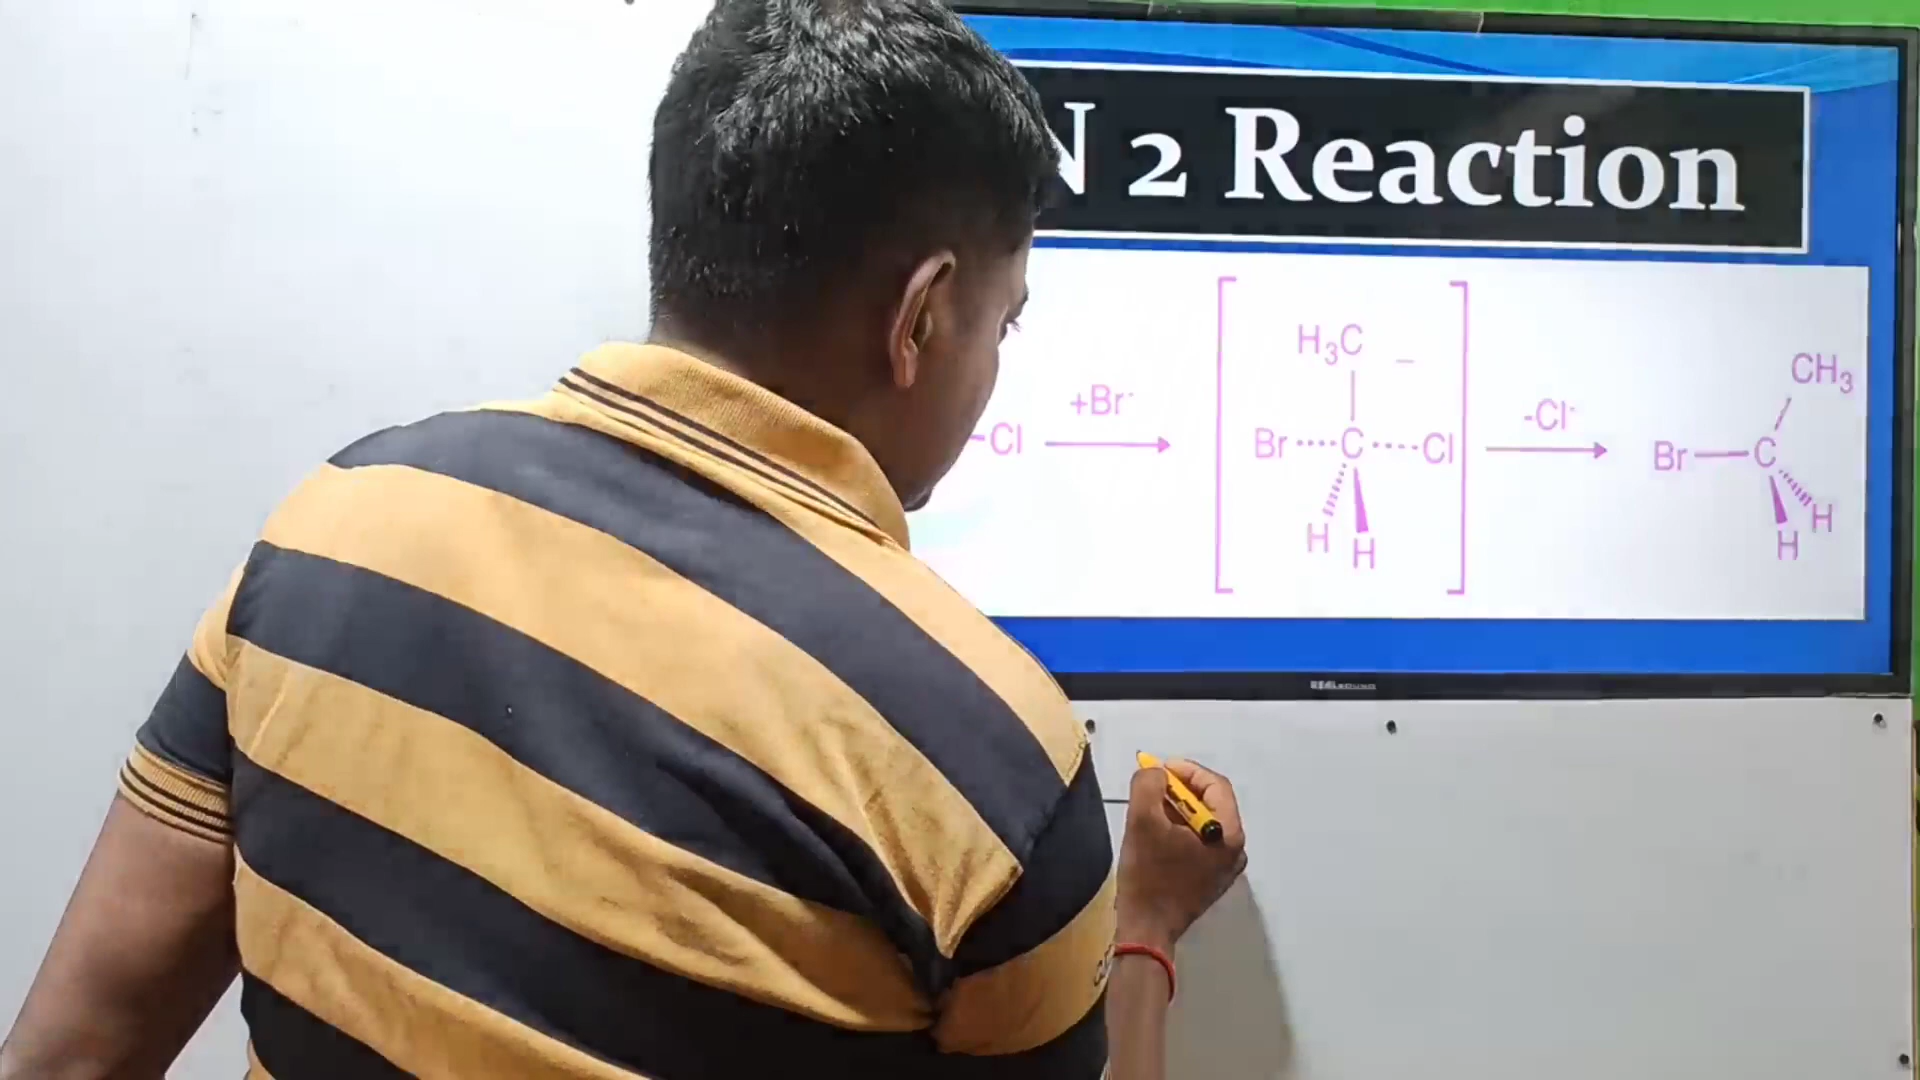 N 2 Reaction
-Cl +Br⁻ H₃C – Br C Cl H H -Cl⁻ CH₃ Br C H H